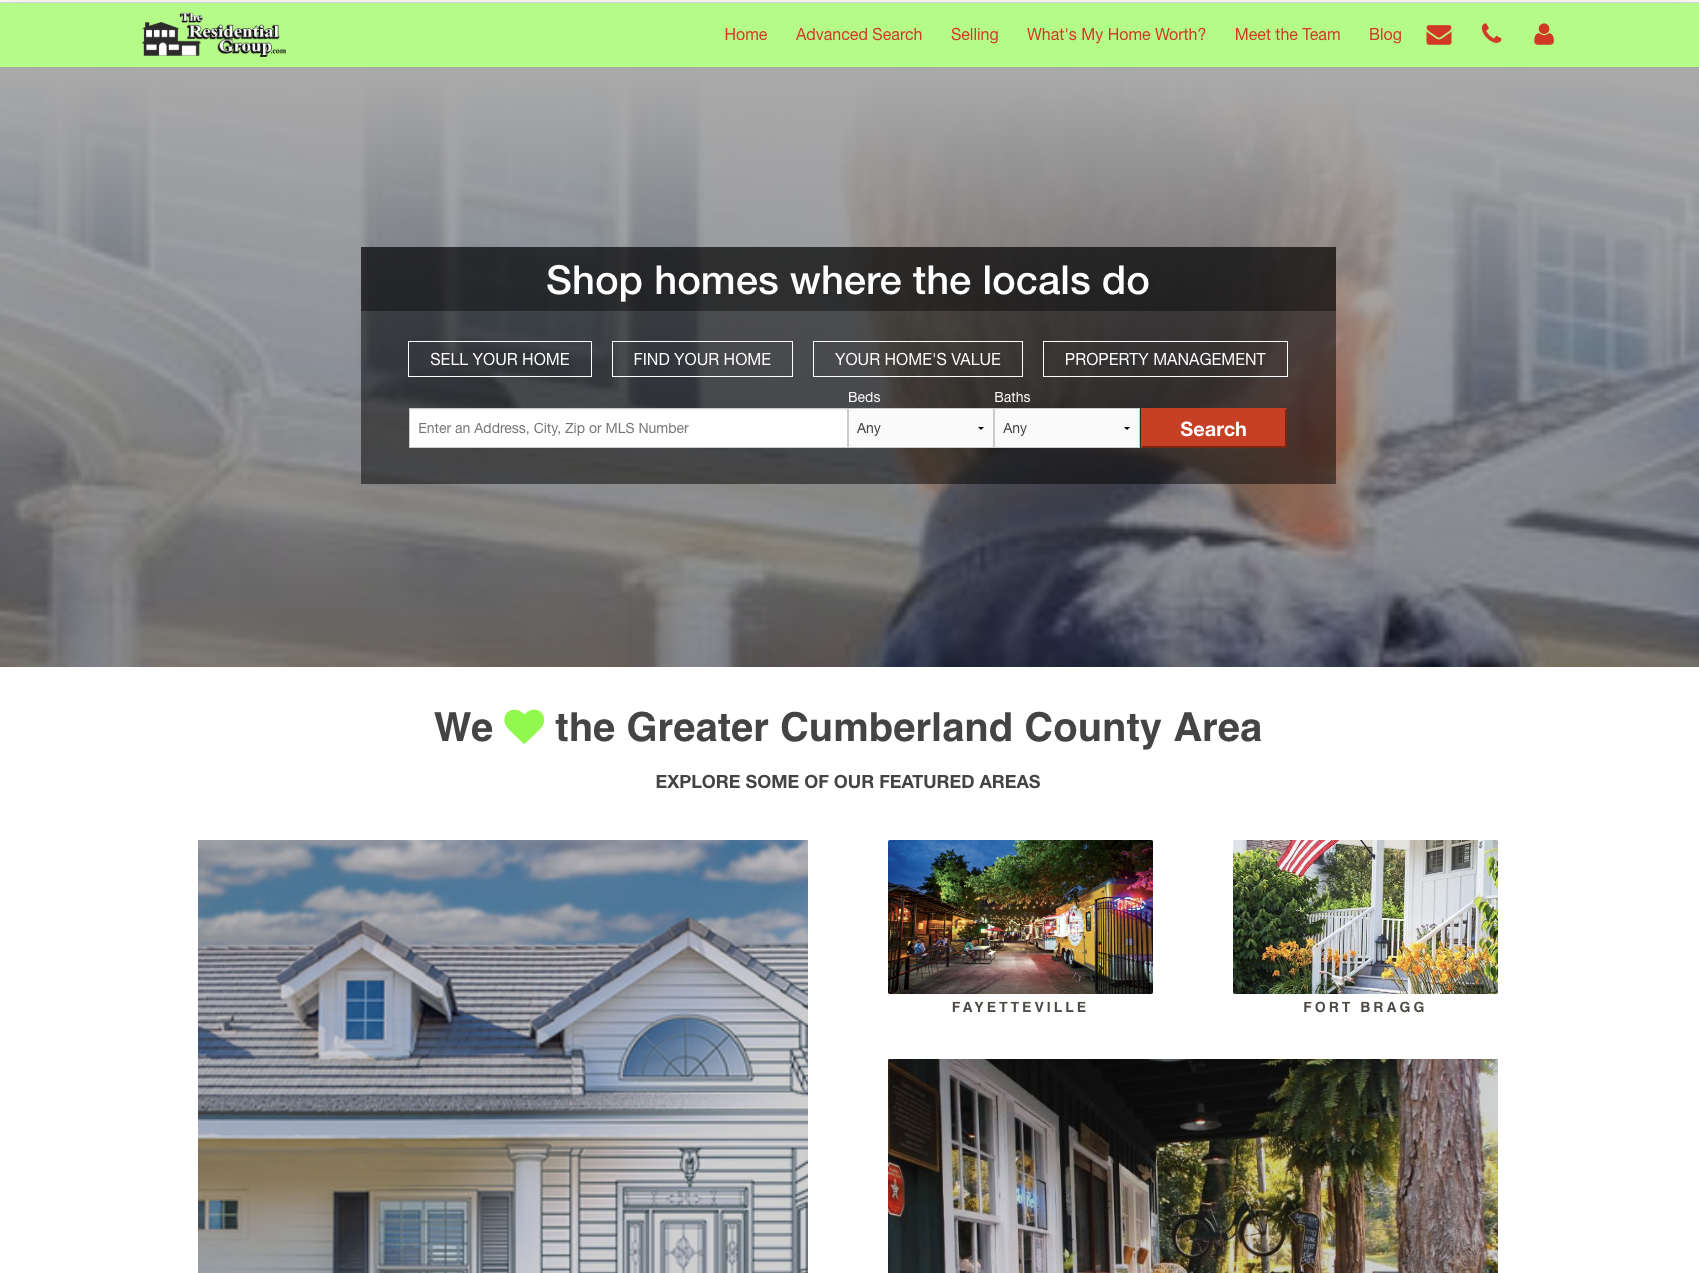 The
Residential
Group.com
Home
Advanced Search
Selling
What's My Home Worth?
Meet the Team
Blog
Shop homes where the locals do
SELL YOUR HOME
FIND YOUR HOME
YOUR HOME'S VALUE
PROPERTY MANAGEMENT
Beds
Baths
Enter an Address, City, Zip or MLS Number
Any
Any
Search
We the Greater Cumberland County Area
EXPLORE SOME OF OUR FEATURED AREAS
FAYETTEVILLE
FORT BRAGG